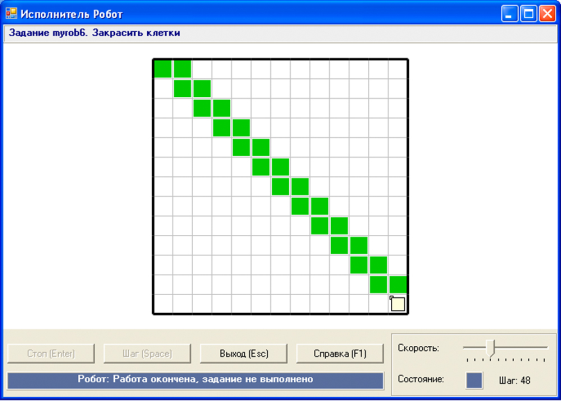 Исполнитель Робот
Задание myrob6. Закрасить клетки
Стоп (Enter)
Шаг (Space)
Выход (Esc)
Справка (F1)
Скорость:
Робот: Работа окончена, задание не выполнено
Состояние:
Шаг: 48